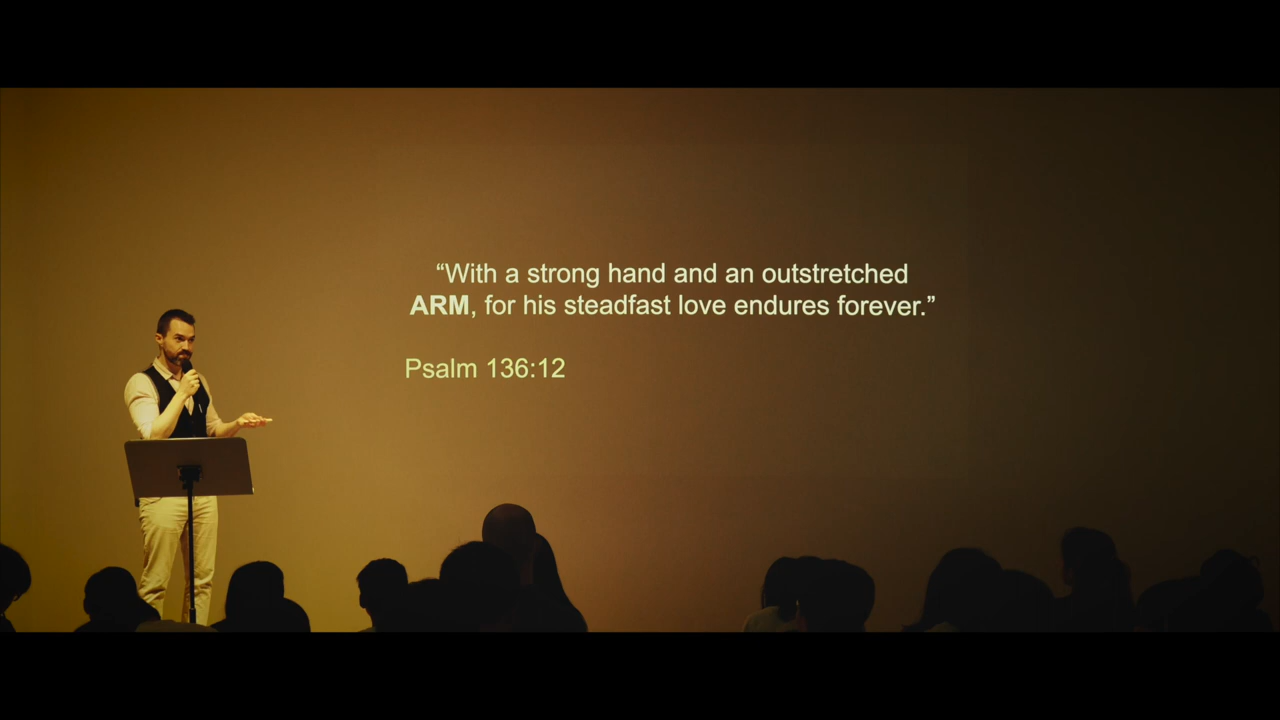 “With a strong hand and an outstretched
ARM, for his steadfast love endures forever.”
Psalm 136:12